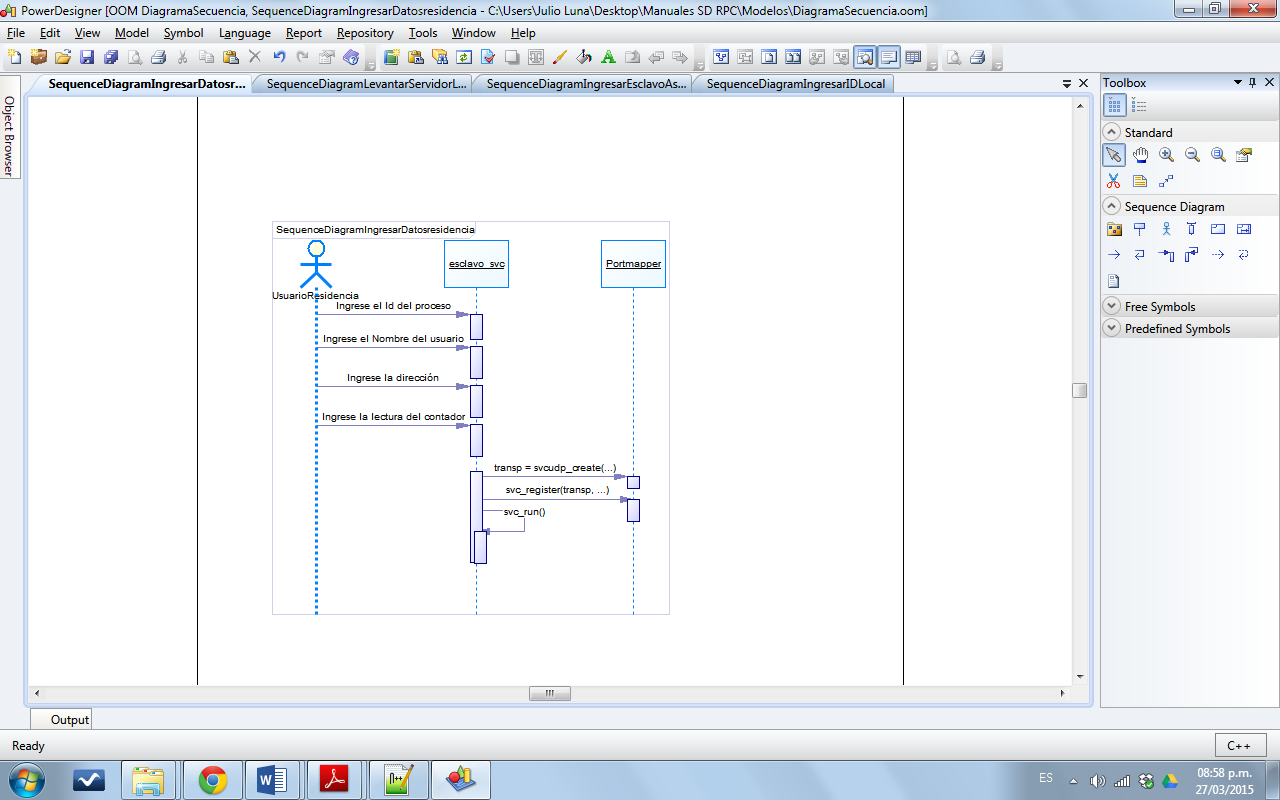 PowerDesigner [OOM DiagramaSecuencia, SequenceDiagramIngresarDatosresidencia - C:\Users\Julio Luna\Desktop\Manuales SD RPC\Modelos\DiagramaSecuencia.oom]
File Edit View Model Symbol Language Report Repository Tools Window Help
SequenceDiagramIngresarDatosr... SequenceDiagramLevantarServidorL... SequenceDiagramIngresarEsclavoAs... SequenceDiagramIngresarIDLocal
Toolbox
Object Browser
Standard
Sequence Diagram
Free Symbols
Predefined Symbols
SequenceDiagramIngresarDatosresidencia
esclavo_svc
Portmapper
UsuarioResidencia
Ingrese el Id del proceso
Ingrese el Nombre del usuario
Ingrese la dirección
Ingrese la lectura del contador
transp = svcudp_create(...)
svc_register(transp, ...)
svc_run()
Output
Ready
C++
ES
08:58 p.m.
27/03/2015